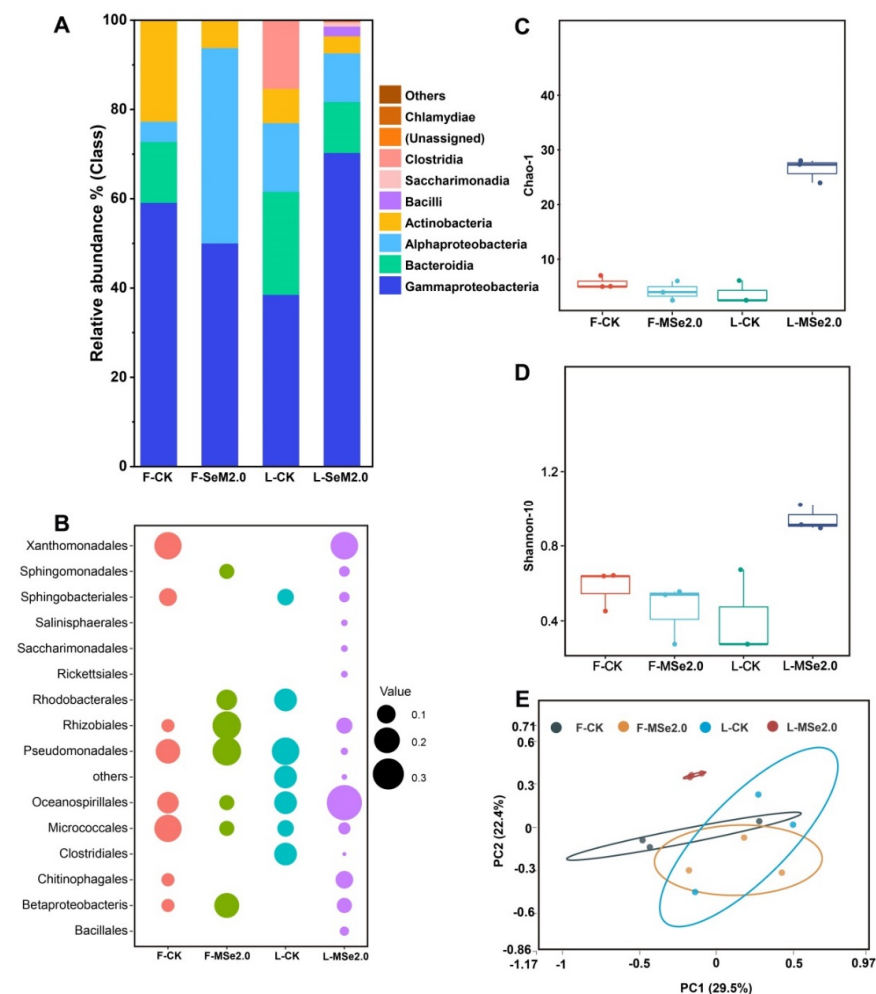 A
Relative abundance % (Class)
100
80
60
40
20
0
F-CK F-SeM2.0 L-CK L-SeM2.0
Others
Chlamydiae
(Unassigned)
Clostridia
Saccharimonadia
Bacilli
Actinobacteria
Alphaproteobacteria
Bacteroidia
Gammaproteobacteria
B
Xanthomonadales
Sphingomonadales
Sphingobacteriales
Salinisphaerales
Saccharimonadales
Rickettsiales
Rhodobacterales
Rhizobiales
Pseudomonadales
others
Oceanospirillales
Micrococcales
Clostridiales
Chitinophagales
Betaproteobacteris
Bacillales
F-CK F-MSe2.0 L-CK L-MSe2.0
Value
0.1
0.2
0.3
C
Chao-1
40
30
20
10
F-CK F-MSe2.0 L-CK L-MSe2.0
D
Shannon-10
1.2
0.8
0.4
F-CK F-MSe2.0 L-CK L-MSe2.0
E
F-CK F-MSe2.0 L-CK L-MSe2.0
PC2 (22.4%)
0.71
0.6
0.3
0
-0.3
-0.6
-0.86
-1.17 -1 -0.5 0 0.5 0.97
PC1 (29.5%)